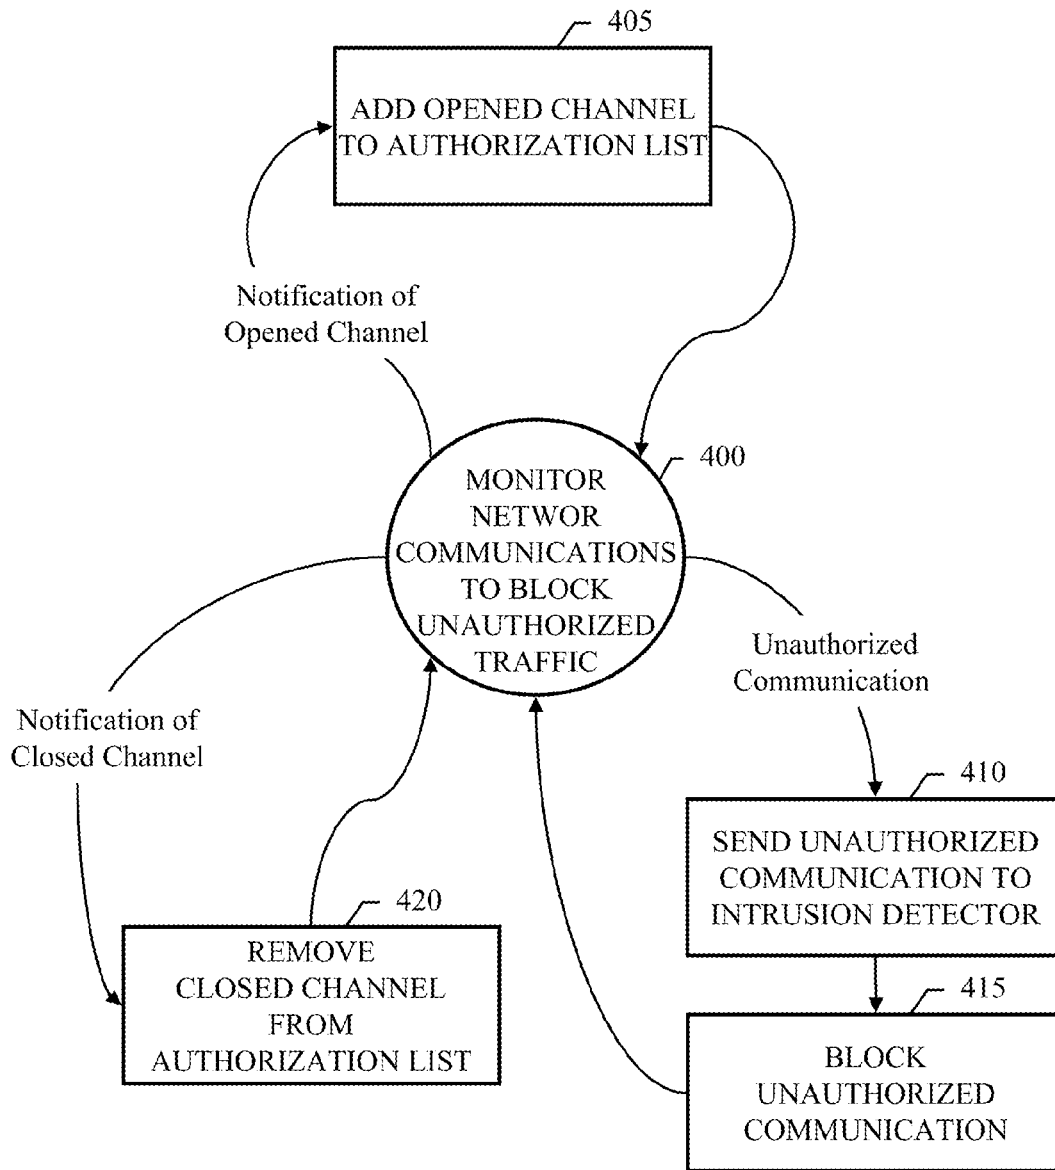 405
ADD OPENED CHANNEL
TO AUTHORIZATION LIST
Notification of
Opened Channel
400
MONITOR
NETWOR
COMMUNICATIONS
TO BLOCK
UNAUTHORIZED
TRAFFIC
Unauthorized
Communication
Notification of
Closed Channel
410
SEND UNAUTHORIZED
COMMUNICATION TO
INTRUSION DETECTOR
420
REMOVE
CLOSED CHANNEL
FROM
AUTHORIZATION LIST
415
BLOCK
UNAUTHORIZED
COMMUNICATION